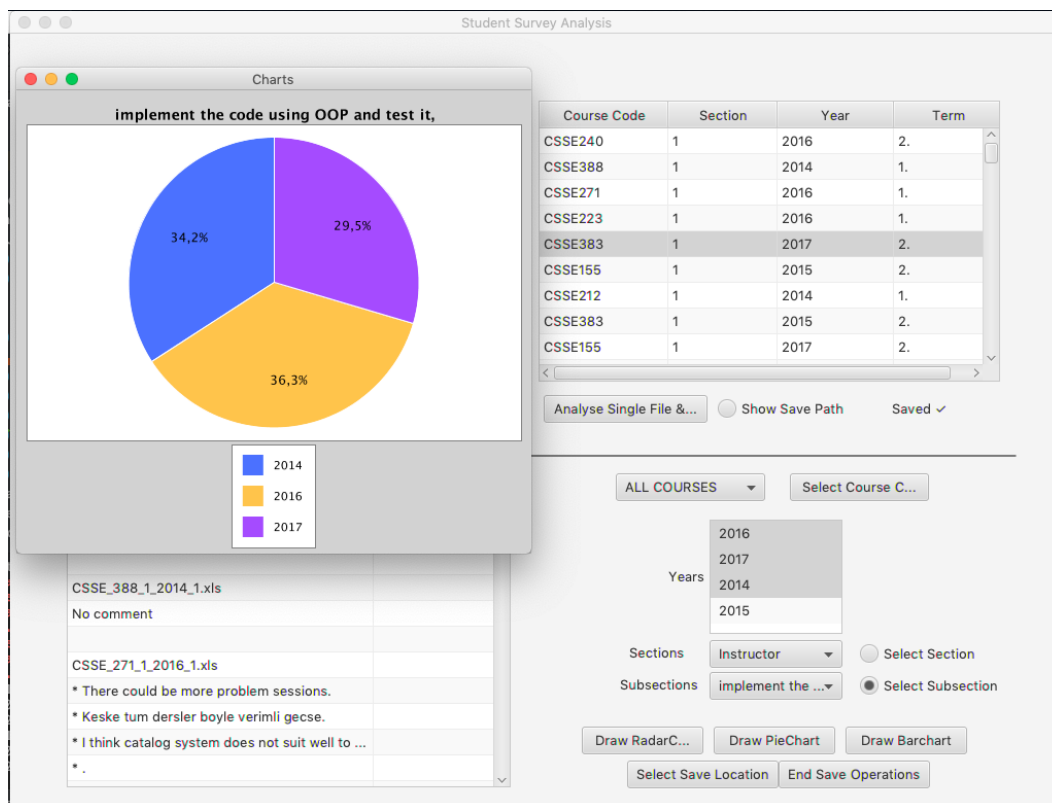 Student Survey Analysis
Charts
implement the code using OOP and test it,
34,2%
29,5%
36,3%
2014
2016
2017
Course Code Section Year Term
CSSE240 1 2016 2.
CSSE388 1 2014 1.
CSSE271 1 2016 1.
CSSE223 1 2016 1.
CSSE383 1 2017 2.
CSSE155 1 2015 2.
CSSE212 1 2014 1.
CSSE383 1 2015 2.
CSSE155 1 2017 2.
Analyse Single File &... Show Save Path Saved ✓
ALL COURSES Select Course C...
Years
2016
2017
2014
2015
Sections Instructor Select Section
Subsections implement the ... Select Subsection
Draw RadarC... Draw PieChart Draw Barchart
Select Save Location End Save Operations
CSSE_388_1_2014_1.xls
No comment
CSSE_271_1_2016_1.xls
* There could be more problem sessions.
* Keske tum dersler boyle verimli gecse.
* I think catalog system does not suit well to ...
* .